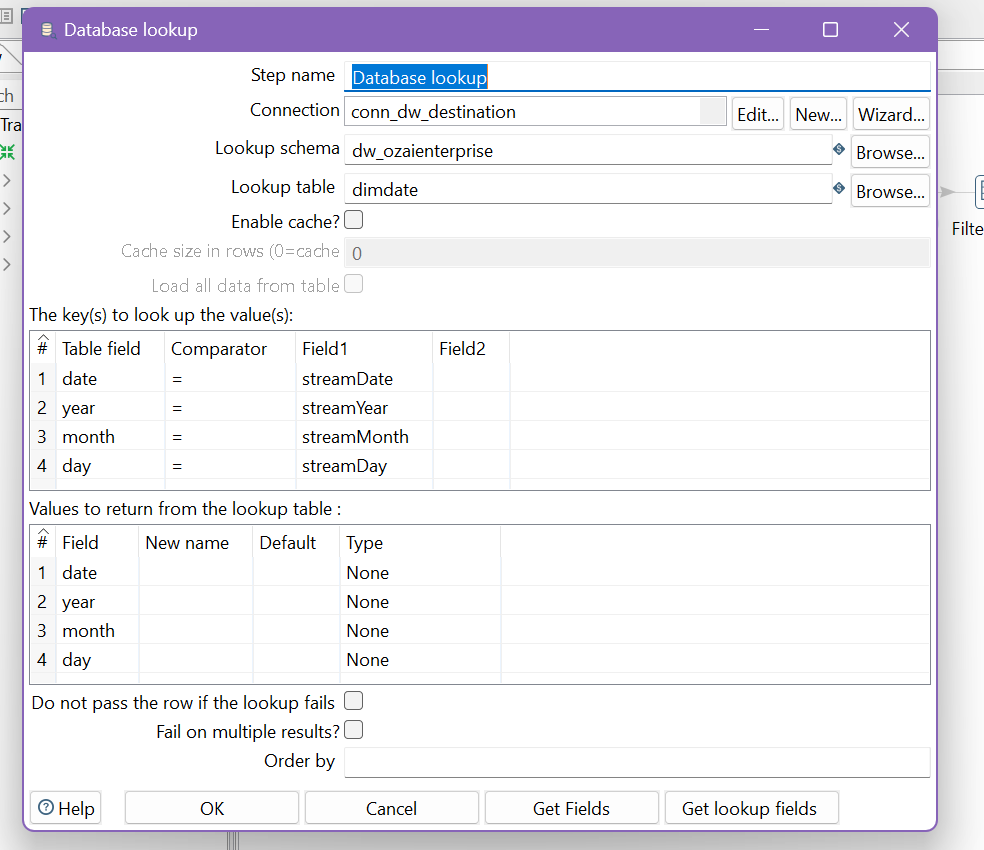 Database lookup
Step name Database lookup
Connection conn_dw_destination Edit... New... Wizard...
Lookup schema dw_ozaienterprise Browse...
Lookup table dimdate Browse...
Enable cache?
Cache size in rows (0=cache 0
Load all data from table
The key(s) to look up the value(s):
# Table field Comparator Field1 Field2
1 date = streamDate
2 year = streamYear
3 month = streamMonth
4 day = streamDay
Values to return from the lookup table :
# Field New name Default Type
1 date None
2 year None
3 month None
4 day None
Do not pass the row if the lookup fails
Fail on multiple results?
Order by
Help OK Cancel Get Fields Get lookup fields
ch
Tra
Filte